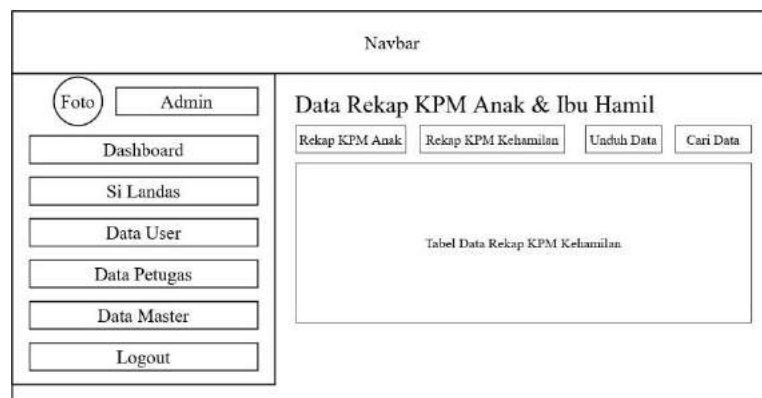 Navbar
Foto
Admin
Dashboard
Si Landas
Data User
Data Petugas
Data Master
Logout
Data Rekap KPM Anak & Ibu Hamil
Rekap KPM Anak
Rekap KPM Kehamilan
Unduh Data
Cari Data
Tabel Data Rekap KPM Kehamilan